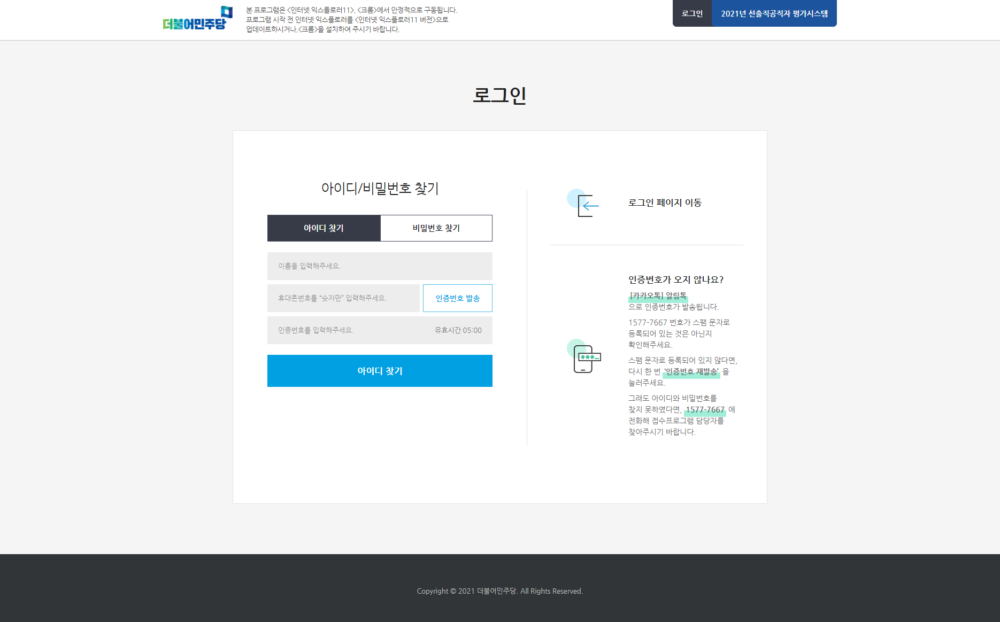 더불어민주당
본 프로그램은 <인터넷 익스플로러11>, <크롬>에서 안정적으로 구동됩니다.
프로그램 시작 전 인터넷 익스플로러를 <인터넷 익스플로러11 버전>으로
업데이트하시거나,<크롬>을 설치하여 주시기 바랍니다.
로그인
2021년 선출직공직자 평가시스템
로그인
아이디/비밀번호 찾기
아이디 찾기
비밀번호 찾기
이름을 입력해주세요.
휴대폰번호를 “숫자만” 입력해주세요.
인증번호 발송
인증번호를 입력해주세요.
유효시간 05:00
아이디 찾기
로그인 페이지 이동
인증번호가 오지 않나요?
[카카오톡] 알림톡
으로 인증번호가 발송됩니다.
1577-7667 번호가 스팸 문자로
등록되어 있는 것은 아닌지
확인해주세요.
스팸 문자로 등록되어 있지 않다면,
다시 한 번 ‘인증번호 재발송’ 을
눌러주세요.
그래도 아이디와 비밀번호를
찾지 못하였다면, 1577-7667 에
전화해 접수프로그램 담당자를
찾아주시기 바랍니다.
***_
Copyright © 2021 더불어민주당. All Rights Reserved.